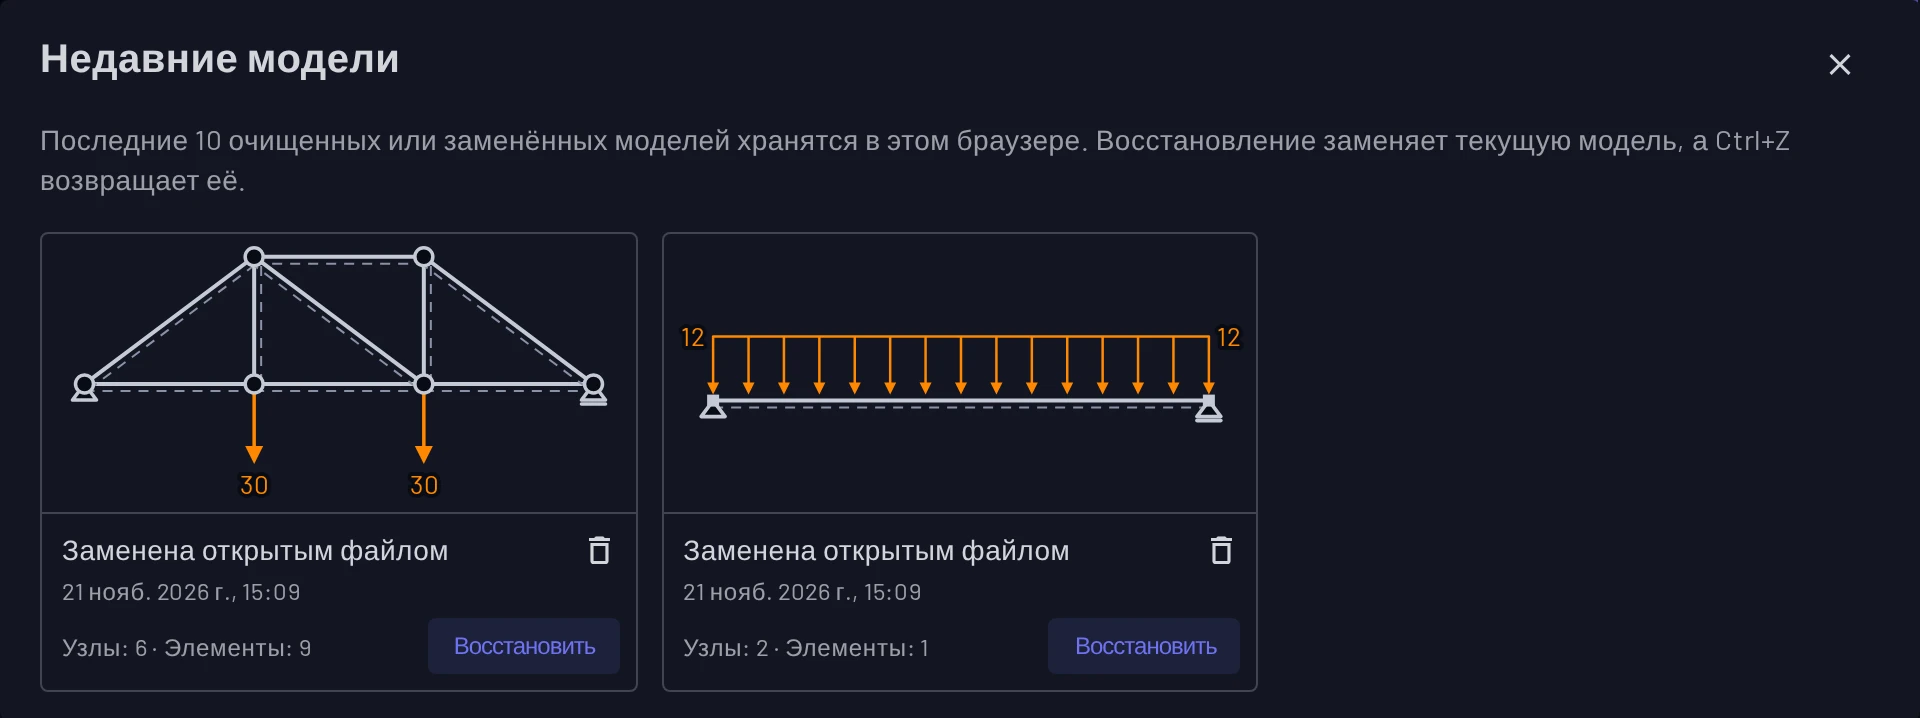 Недавние модели
Последние 10 очищенных или заменённых моделей хранятся в этом браузере. Восстановление заменяет текущую модель, а Ctrl+Z
возвращает её.
30
30
Заменена открытым файлом
21 нояб. 2026 г., 15:09
Узлы: 6 · Элементы: 9
Восстановить
12
12
Заменена открытым файлом
21 нояб. 2026 г., 15:09
Узлы: 2 · Элементы: 1
Восстановить